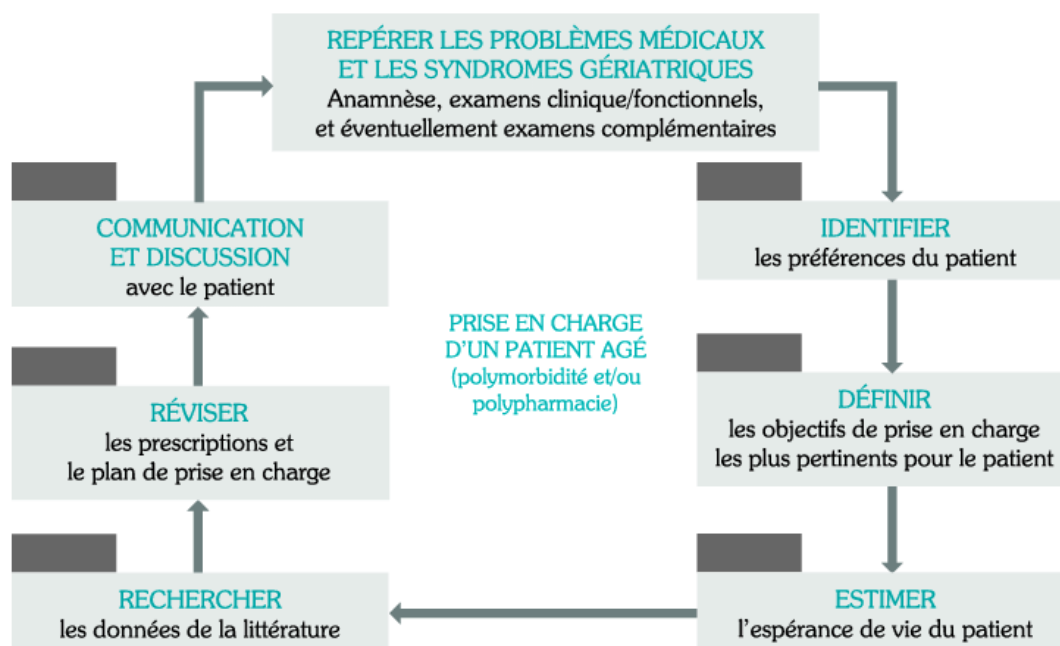 REPÉRER LES PROBLÈMES MÉDICAUX
ET LES SYNDROMES GÉRIATRIQUES
Anamnèse, examens clinique/fonctionnels,
et éventuellement examens complémentaires
IDENTIFIER
les préférences du patient
DÉFINIR
les objectifs de prise en charge
les plus pertinents pour le patient
ESTIMER
l'espérance de vie du patient
RECHERCHER
les données de la littérature
RÉVISER
les prescriptions et
le plan de prise en charge
COMMUNICATION
ET DISCUSSION
avec le patient
PRISE EN CHARGE
D'UN PATIENT AGÉ
(polymorbidité et/ou
polypharmacie)